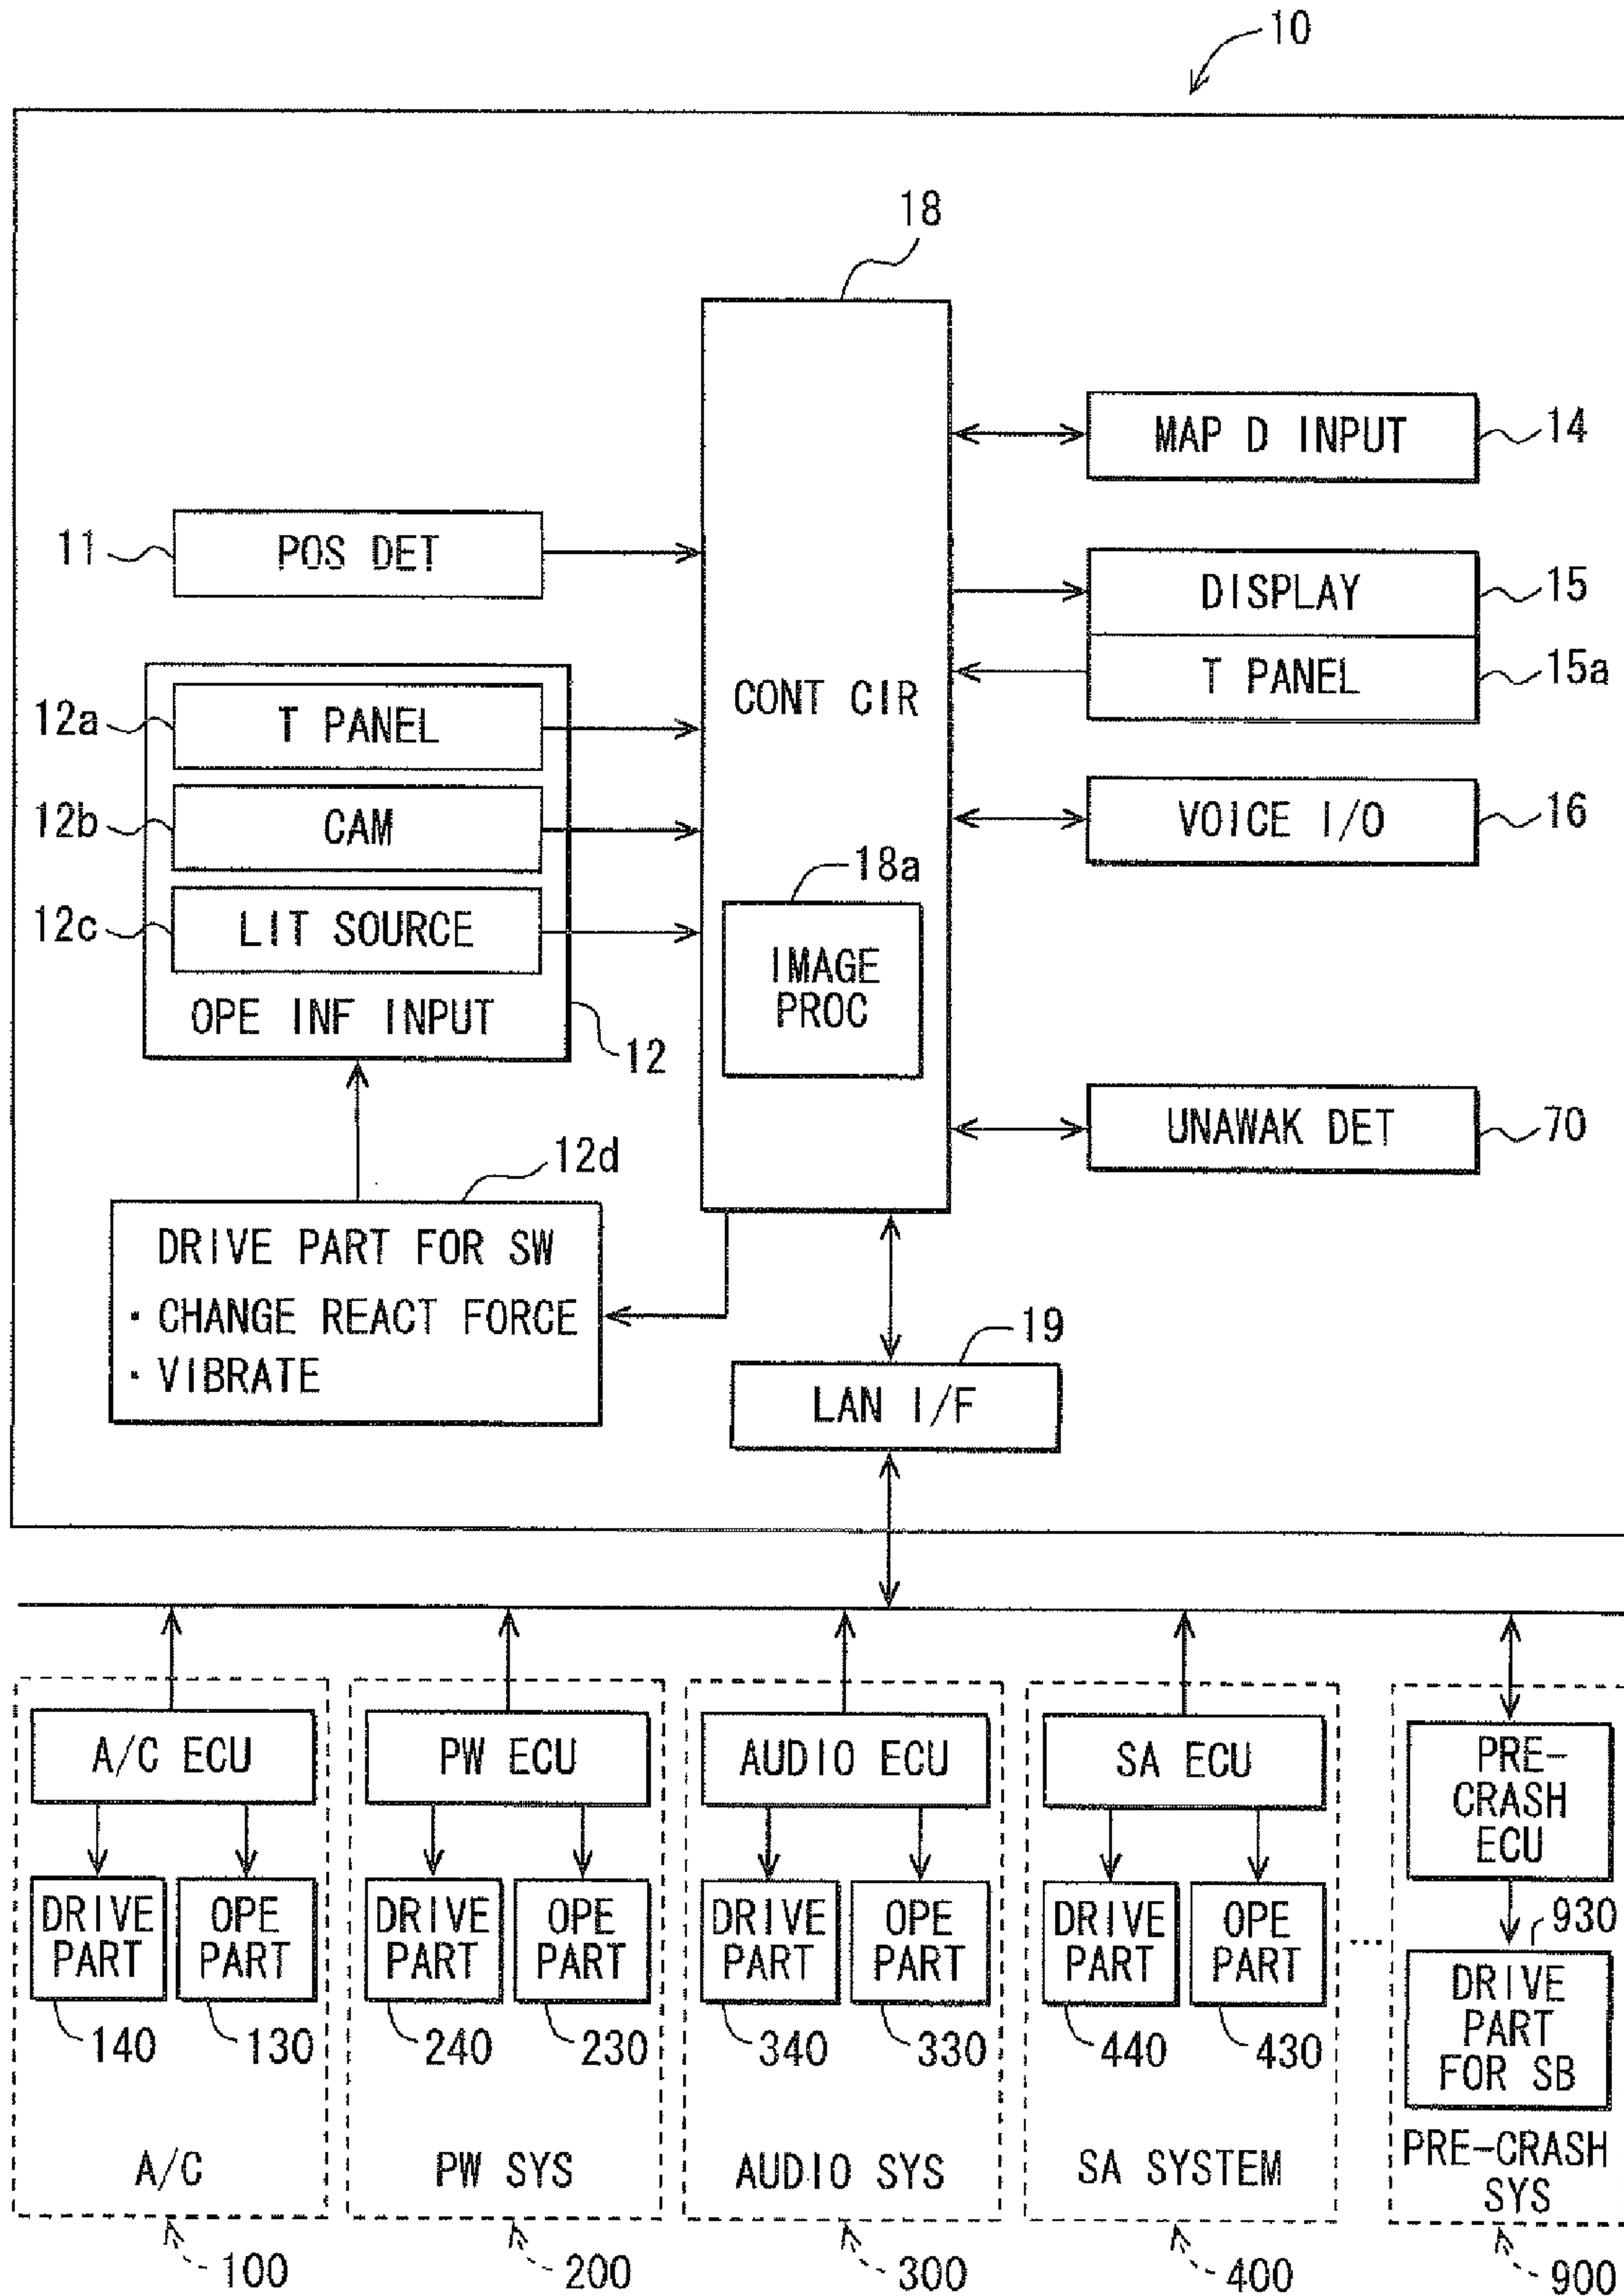 10
18
MAP D INPUT
14
11
POS DET
DISPLAY
15
T PANEL
15a
CONT CIR
12a
T PANEL
12b
CAM
VOICE I/O
16
12c
LIT SOURCE
18a
IMAGE
PROC
OPE INF INPUT
12
UNAWAK DET
70
12d
DRIVE PART FOR SW
· CHANGE REACT FORCE
· VIBRATE
19
LAN I/F
A/C ECU
DRIVE
PART
OPE
PART
140
130
A/C
100
PW ECU
DRIVE
PART
OPE
PART
240
230
PW SYS
200
AUDIO ECU
DRIVE
PART
OPE
PART
340
330
AUDIO SYS
300
SA ECU
DRIVE
PART
OPE
PART
440
430
SA SYSTEM
400
...
PRE-
CRASH
ECU
930
DRIVE
PART
FOR SB
PRE-CRASH
SYS
900